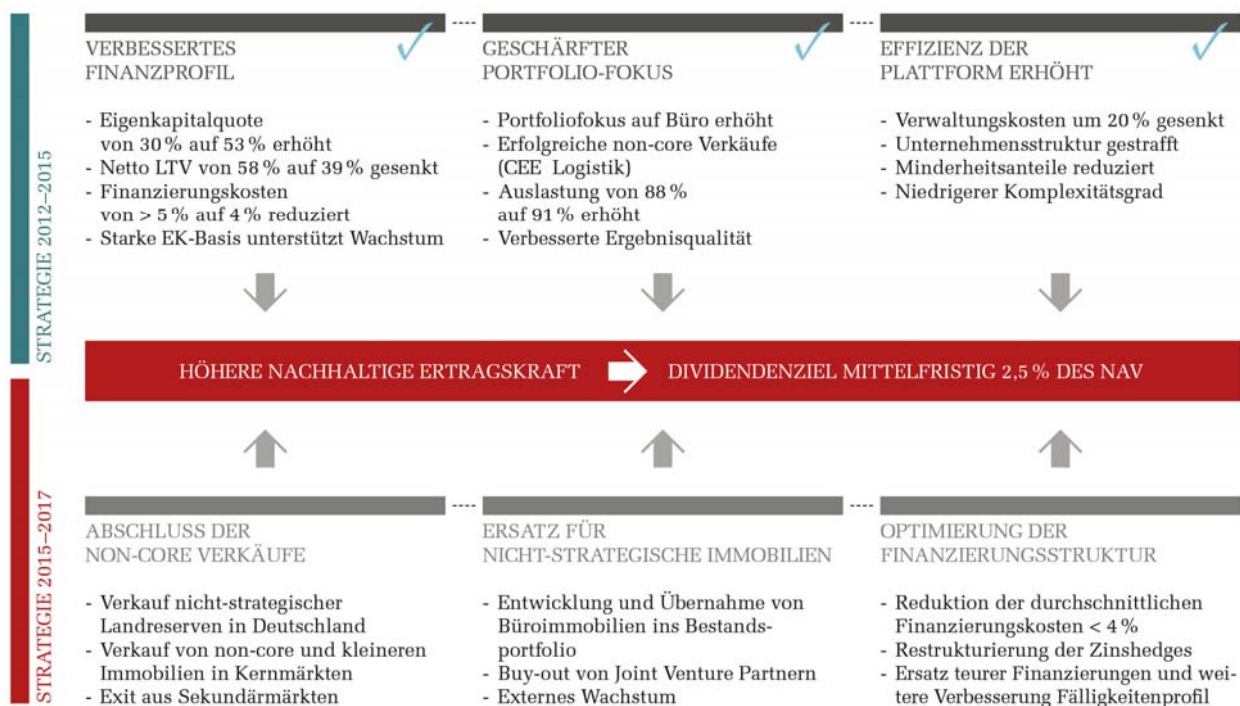 STRATEGIE 2012–2015
VERBESSERTES
FINANZPROFIL
- Eigenkapitalquote
von 30 % auf 53 % erhöht
- Netto LTV von 58 % auf 39 % gesenkt
- Finanzierungskosten
von > 5 % auf 4 % reduziert
- Starke EK-Basis unterstützt Wachstum
GESCHÄRFTER
PORTFOLIO-FOKUS
- Portfoliofokus auf Büro erhöht
- Erfolgreiche non-core Verkäufe
(CEE Logistik)
- Auslastung von 88 %
auf 91 % erhöht
- Verbesserte Ergebnisqualität
EFFIZIENZ DER
PLATTFORM ERHÖHT
- Verwaltungskosten um 20 % gesenkt
- Unternehmensstruktur gestrafft
- Minderheitsanteile reduziert
- Niedrigerer Komplexitätsgrad
HÖHERE NACHHALTIGE ERTRAGSKRAFT
DIVIDENDENZIEL MITTELFRISTIG 2,5 % DES NAV
STRATEGIE 2015–2017
ABSCHLUSS DER
NON-CORE VERKÄUFE
- Verkauf nicht-strategischer
Landreserven in Deutschland
- Verkauf von non-core und kleineren
Immobilien in Kernmärkten
- Exit aus Sekundärmärkten
ERSATZ FÜR
NICHT-STRATEGISCHE IMMOBILIEN
- Entwicklung und Übernahme von
Büroimmobilien ins Bestands-
portfolio
- Buy-out von Joint Venture Partnern
- Externes Wachstum
OPTIMIERUNG DER
FINANZIERUNGSSTRUKTUR
- Reduktion der durchschnittlichen
Finanzierungskosten < 4 %
- Restrukturierung der Zinshedges
- Ersatz teurer Finanzierungen und wei-
tere Verbesserung Fälligkeitenprofil